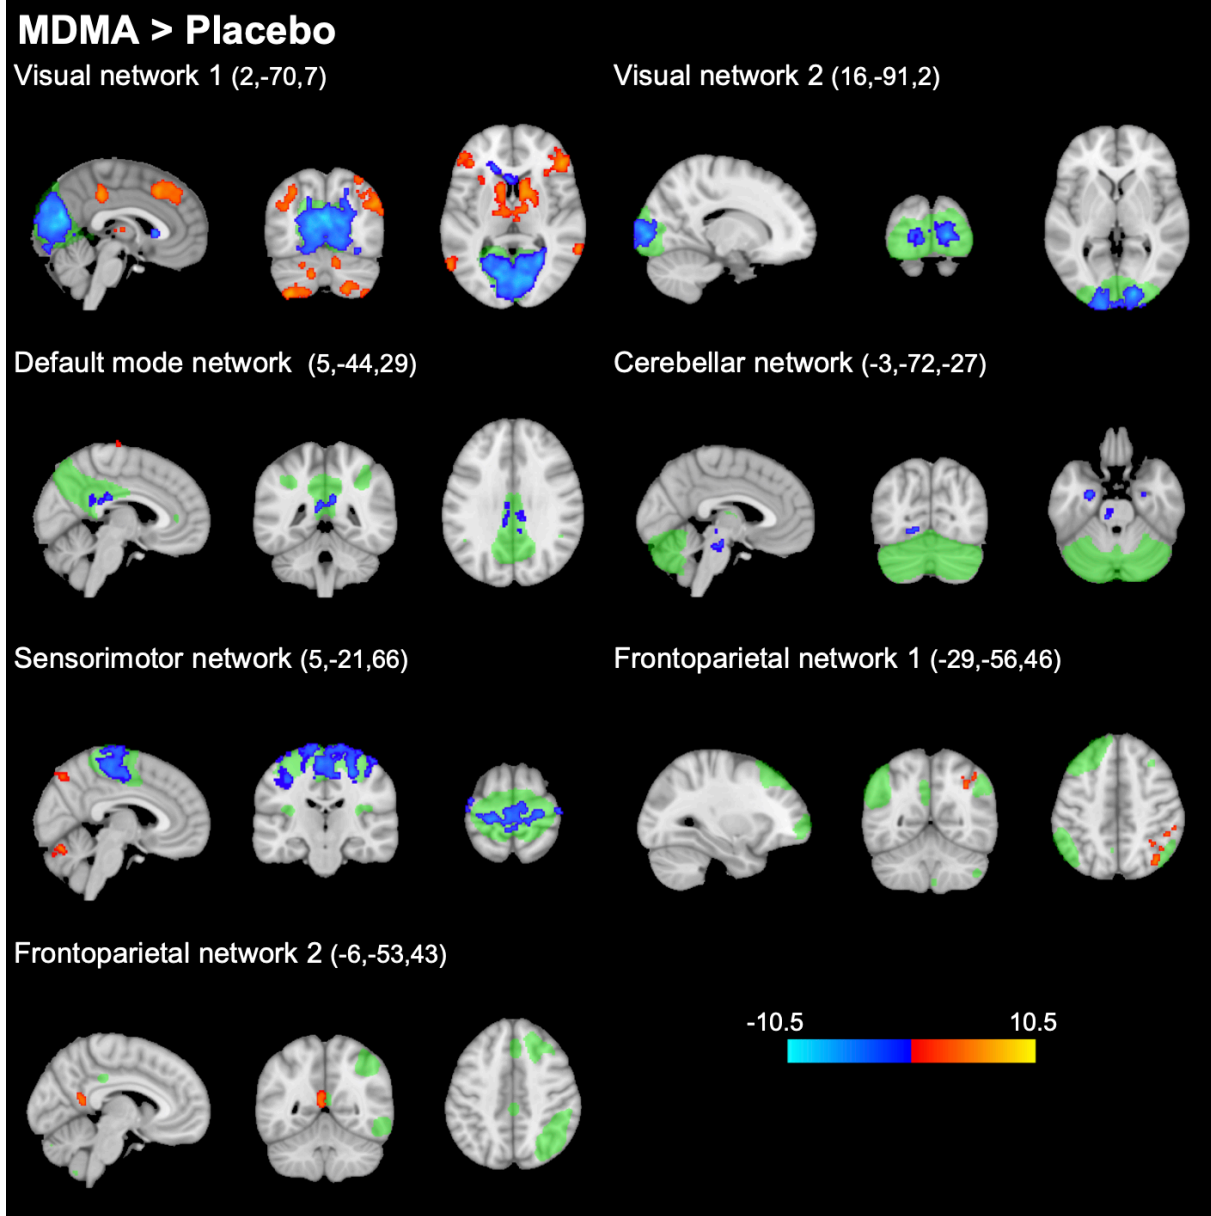 MDMA > Placebo
Visual network 1 (2,-70,7)
Visual network 2 (16,-91,2)
Default mode network (5,-44,29)
Cerebellar network (-3,-72,-27)
Sensorimotor network (5,-21,66)
Frontoparietal network 1 (-29,-56,46)
Frontoparietal network 2 (-6,-53,43)
-10.5 10.5